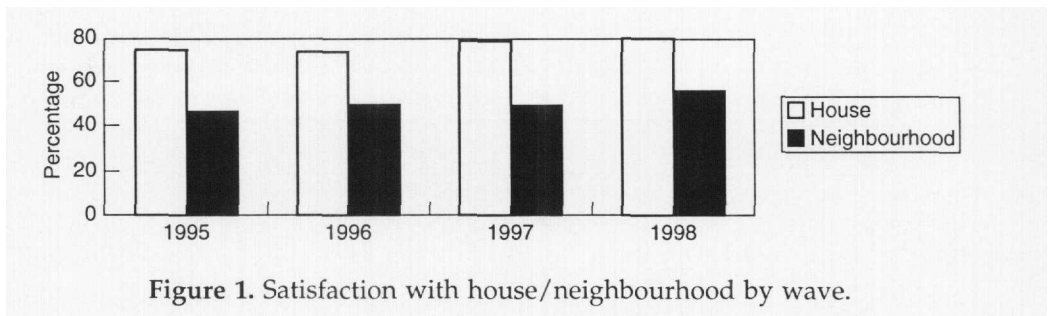 80
60
40
20
0
Percentage
1995 1996 1997 1998
House
Neighbourhood
Figure 1. Satisfaction with house/neighbourhood by wave.